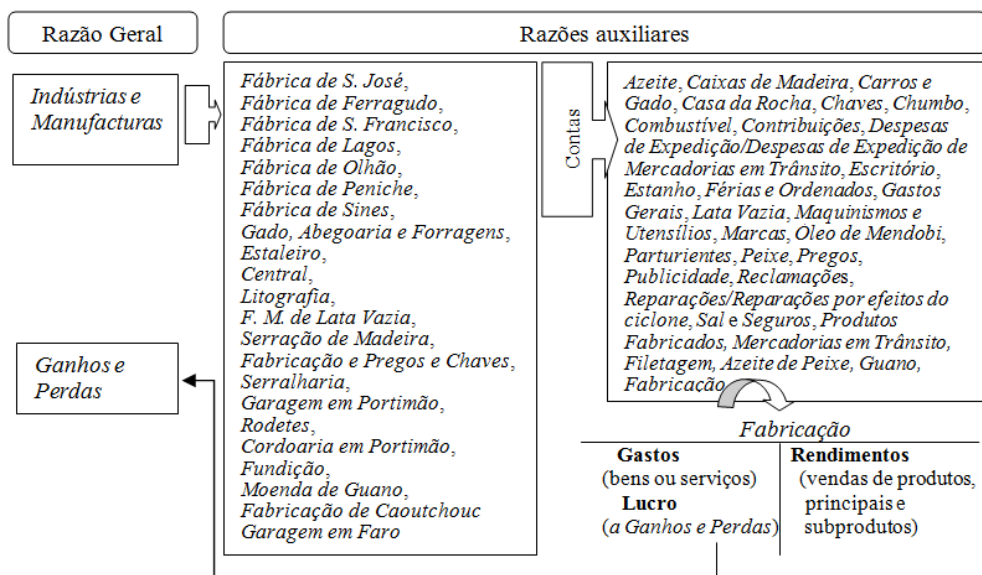 Razão Geral
Razões auxiliares
Indústrias e
Manufacturas
Fábrica de S. José,
Fábrica de Ferragudo,
Fábrica de S. Francisco,
Fábrica de Lagos,
Fábrica de Olhão,
Fábrica de Peniche,
Fábrica de Sines,
Gado, Abegoaria e Forragens,
Estaleiro,
Central,
Litografia,
F. M. de Lata Vazia,
Serração de Madeira,
Fabricação e Pregos e Chaves,
Serralharia,
Garagem em Portimão,
Rodetes,
Cordoaria em Portimão,
Fundição,
Moenda de Guano,
Fabricação de Caoutchouc
Garagem em Faro
Contas
Azeite, Caixas de Madeira, Carros e
Gado, Casa da Rocha, Chaves, Chumbo,
Combustível, Contribuições, Despesas
de Expedição/Despesas de Expedição de
Mercadorias em Trânsito, Escritório,
Estanho, Férias e Ordenados, Gastos
Gerais, Lata Vazia, Maquinismos e
Utensílios, Marcas, Óleo de Mendobi,
Parturientes, Peixe, Pregos,
Publicidade, Reclamações,
Reparações/Reparações por efeitos do
ciclone, Sal e Seguros, Produtos
Fabricados, Mercadorias em Trânsito,
Filetagem, Azeite de Peixe, Guano,
Fabricação
Ganhos e
Perdas
Fabricação
Gastos
(bens ou serviços)
Lucro
(a Ganhos e Perdas)
Rendimentos
(vendas de produtos,
principais e
subprodutos)